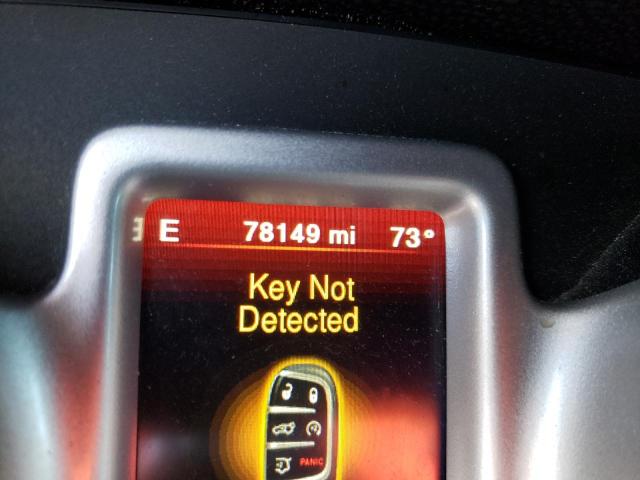 E 78149 mi 73°
Key Not
Detected
PANIC